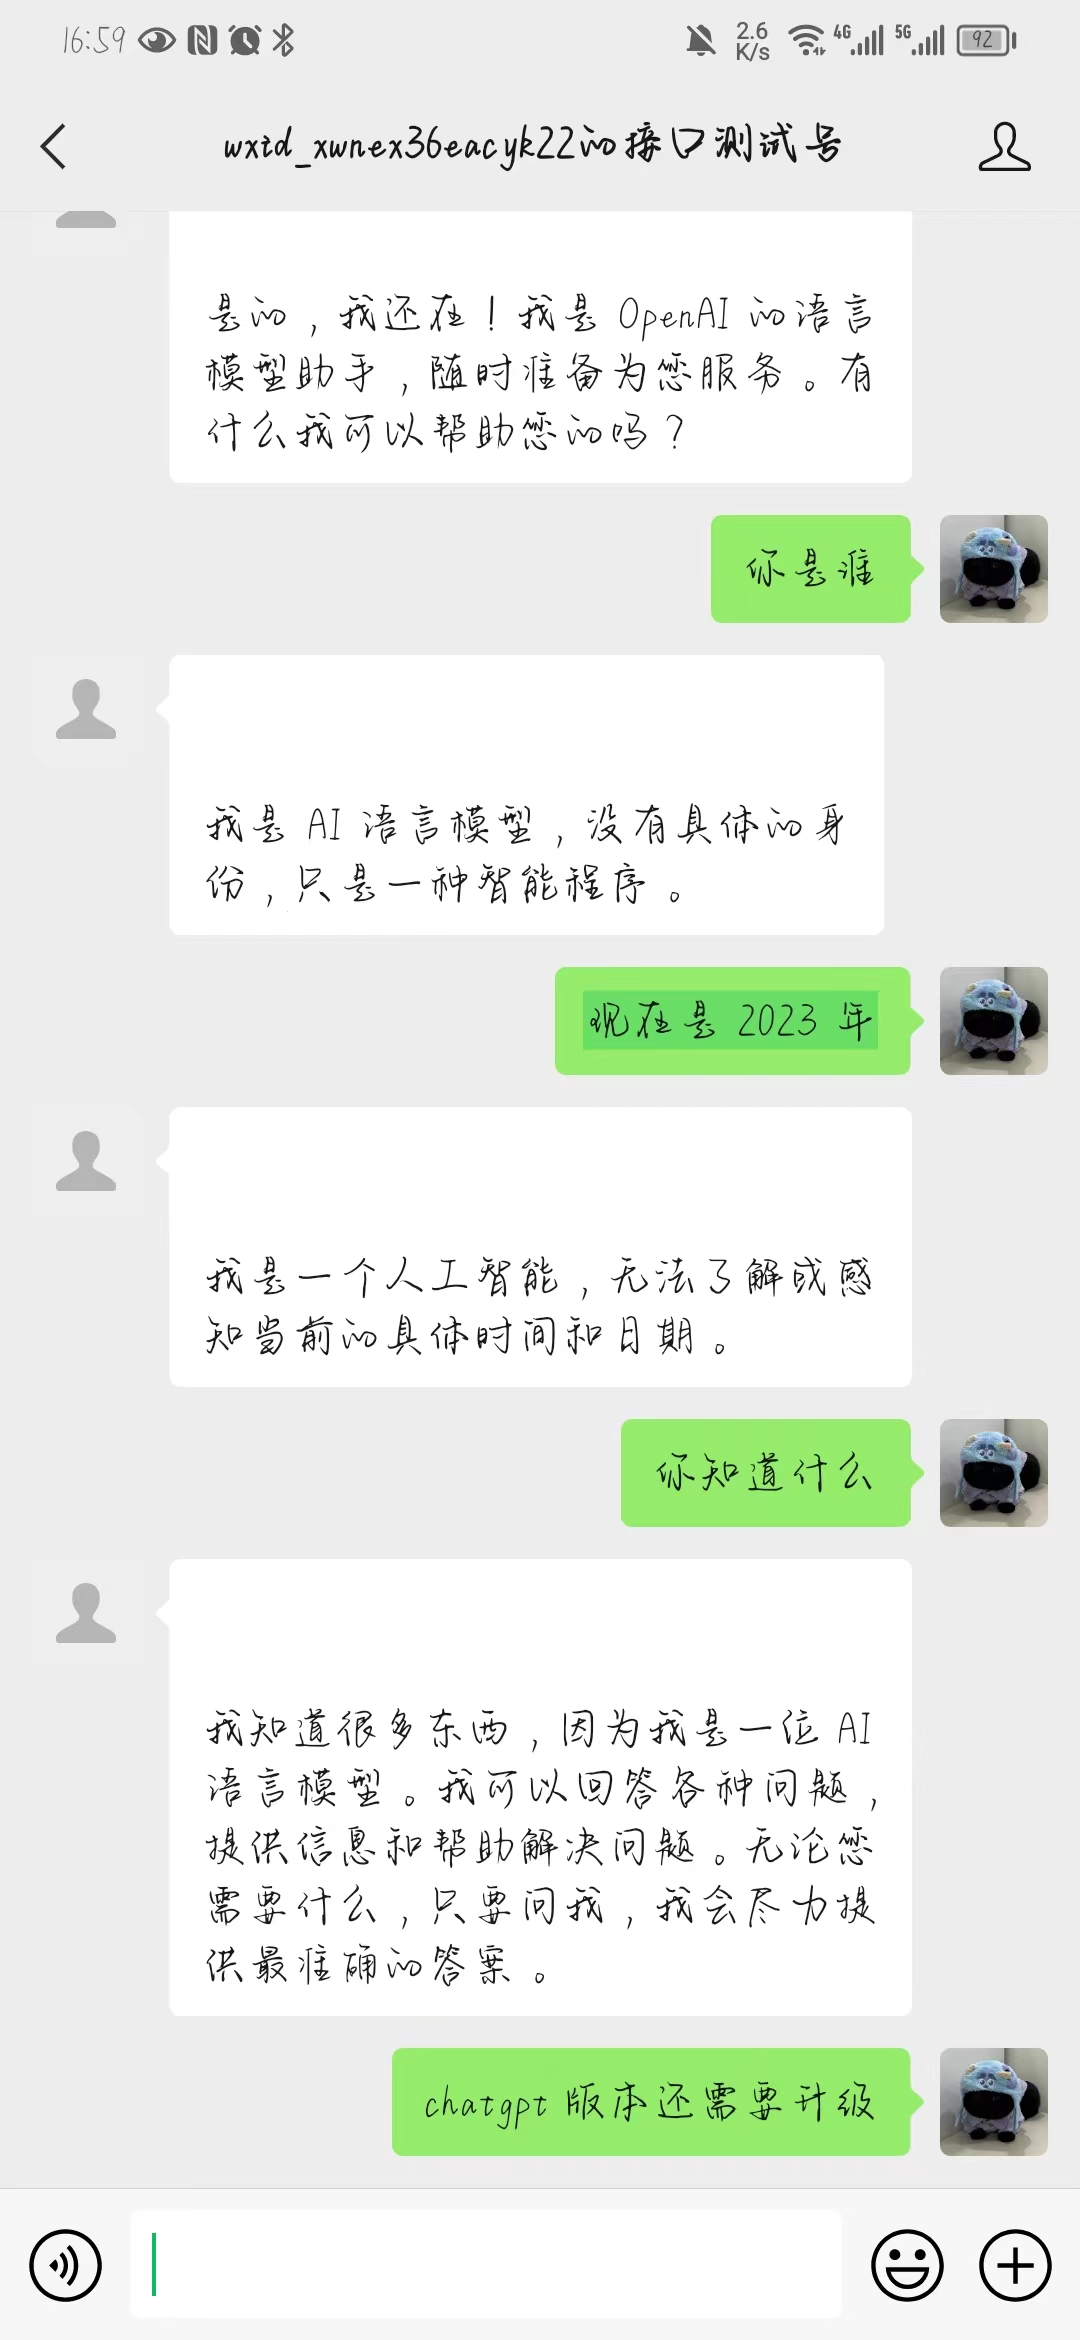 16:59
2.6
K/s
4G
5G
92
wxid_xwnex36eacyk22的接口测试号
是的，我还在！我是 OpenAI 的语言
模型助手，随时准备为您服务。有
什么我可以帮助您的吗？
你是谁
我是 AI 语言模型，没有具体的身
份，只是一种智能程序 。
现在是 2023 年
我是一个人工智能，无法了解或感
知当前的具体时间和日期。
你知道什么
我知道很多东西，因为我是一位 AI
语言模型。我可以回答各种问题，
提供信息和帮助解决问题。无论您
需要什么，只要问我，我会尽力提
供最准确的答案 。
chatgpt 版本还需要升级